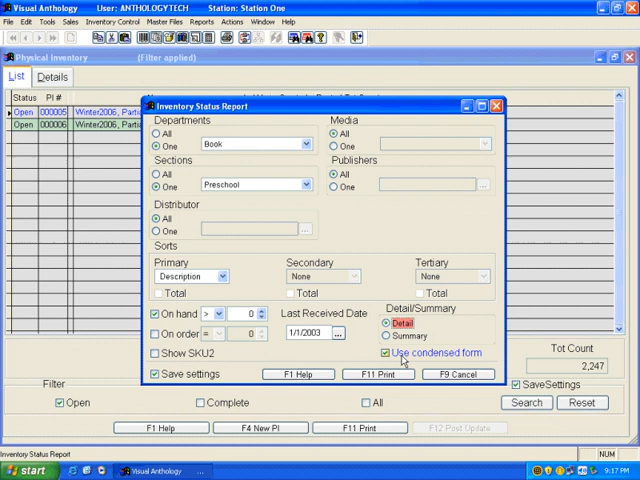 Visual Anthology User: ANTHOLOGYTECH Station: Station One
File Edit Tools Sales Inventory Control Master Files Reports Actions Window Help
Physical Inventory (Filter applied)
List Details
Status PI #
Open 000005 Winter2006, Parti
Open 000006 Winter2006, Parti
Inventory Status Report
Departments
All
One Book
Media
All
One
Sections
All
One Preschool
Publishers
All
One
Distributor
All
One
Sorts
Primary Secondary Tertiary
Description None None
Total Total Total
On hand > 0
Last Received Date
1/1/2003
On order = 0
Show SKU2
Detail/Summary
Detail
Summary
Use condensed form
Save settings F1 Help F11 Print F9 Cancel
Tot Count
2,247
Filter
SaveSettings
Open Complete All Search Reset
F1 Help F4 New PI F11 Print F12 Post Update
Inventory Status Report NUM
start Visual Anthology ... 9:17 PM